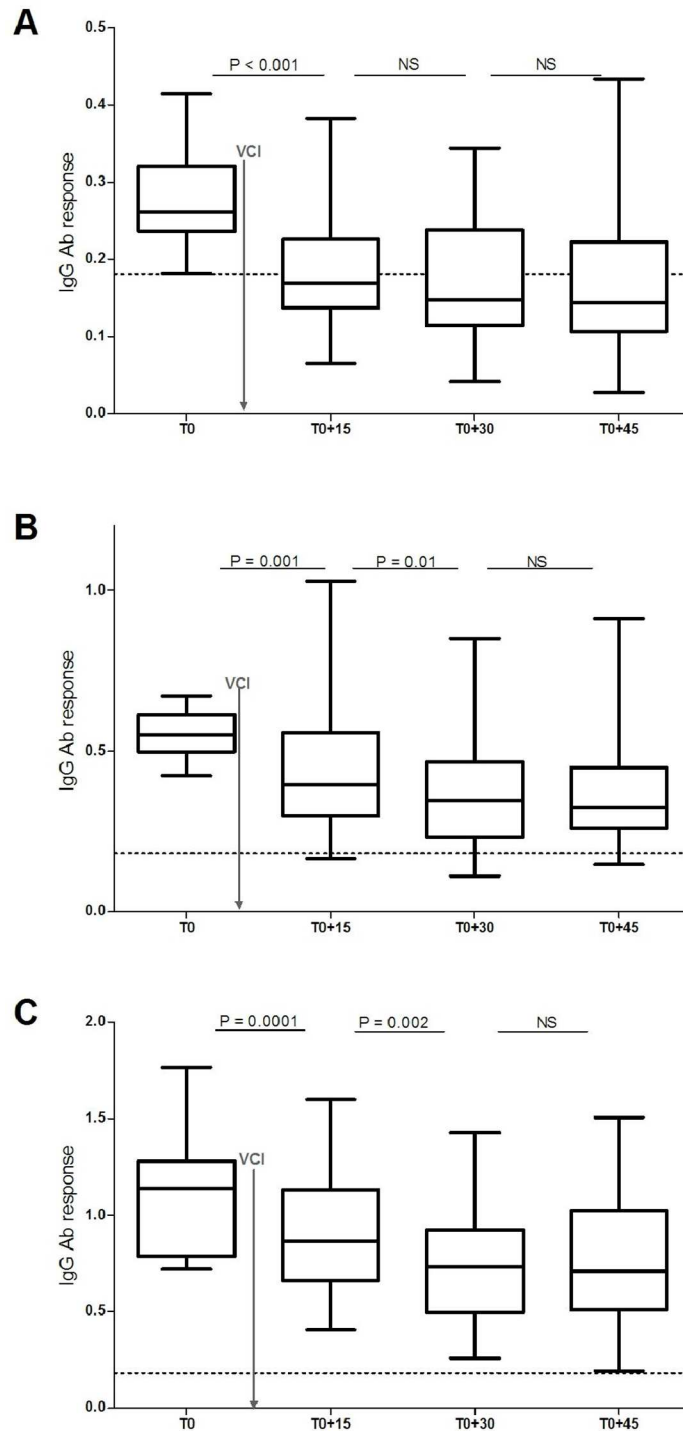 A
0.5
P < 0.001 NS NS
0.4
VCI
0.3
IgG Ab response
0.2
0.1
0.0
T0 T0+15 T0+30 T0+45
B
P = 0.001 P = 0.01 NS
1.0
VCI
IgG Ab response
0.5
0.0
T0 T0+15 T0+30 T0+45
C
2.0
P = 0.0001 P = 0.002 NS
1.5
VCI
IgG Ab response
1.0
0.5
0.0
T0 T0+15 T0+30 T0+45